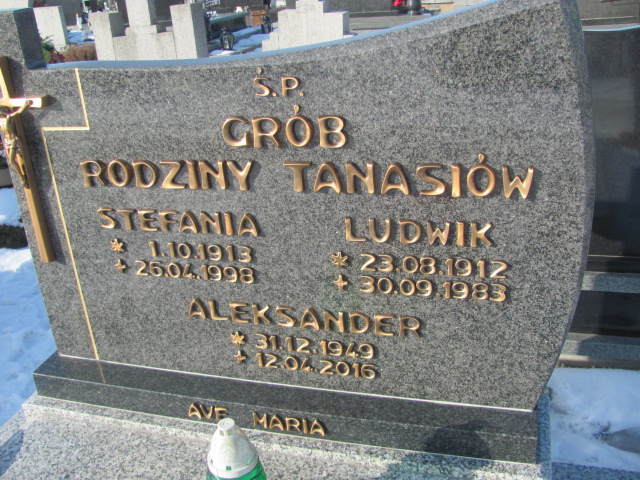 Ś.P.
GRÓB
RODZINY TANASIÓW
STEFANIA
* 1.10.1913
+ 26.04.1998
LUDWIK
* 23.08.1912
+ 30.09.1983
ALEKSANDER
* 31.12.1949
+ 12.04.2016
AVE MARIA